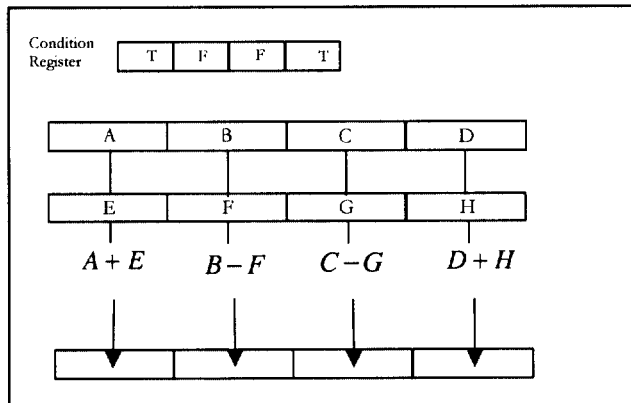 Condition
Register
T F F T
A B C D
E F G H
A + E B − F C − G D + H